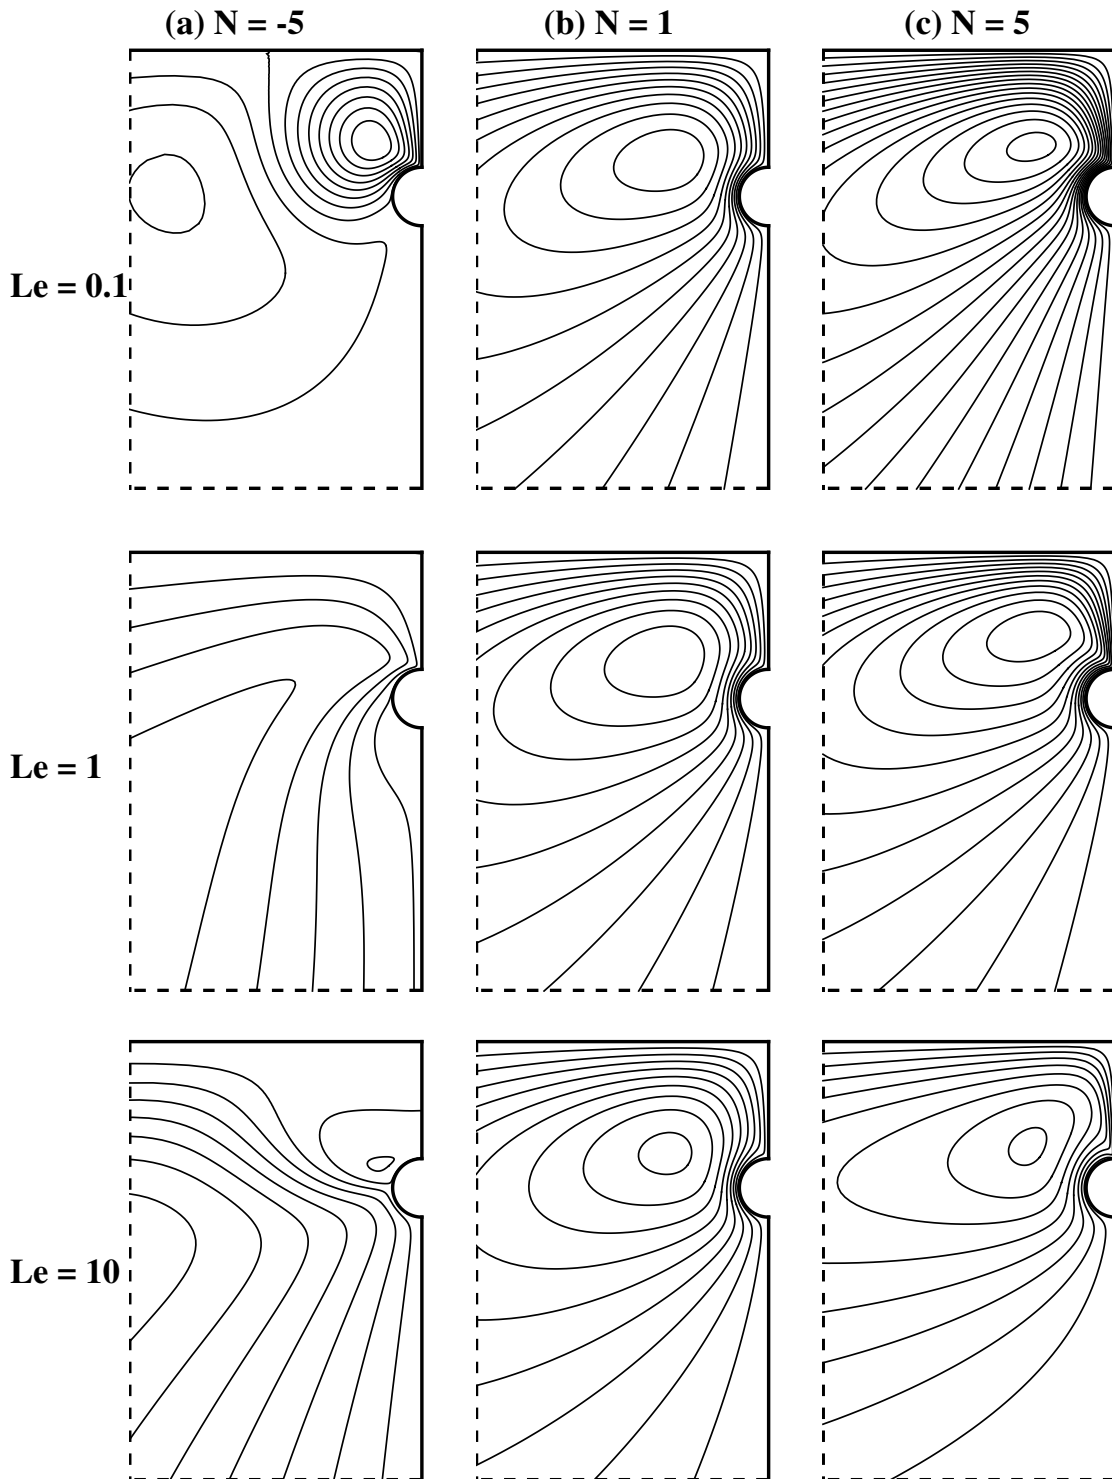 (a) N = -5
(b) N = 1
(c) N = 5
Le = 0.1
Le = 1
Le = 10